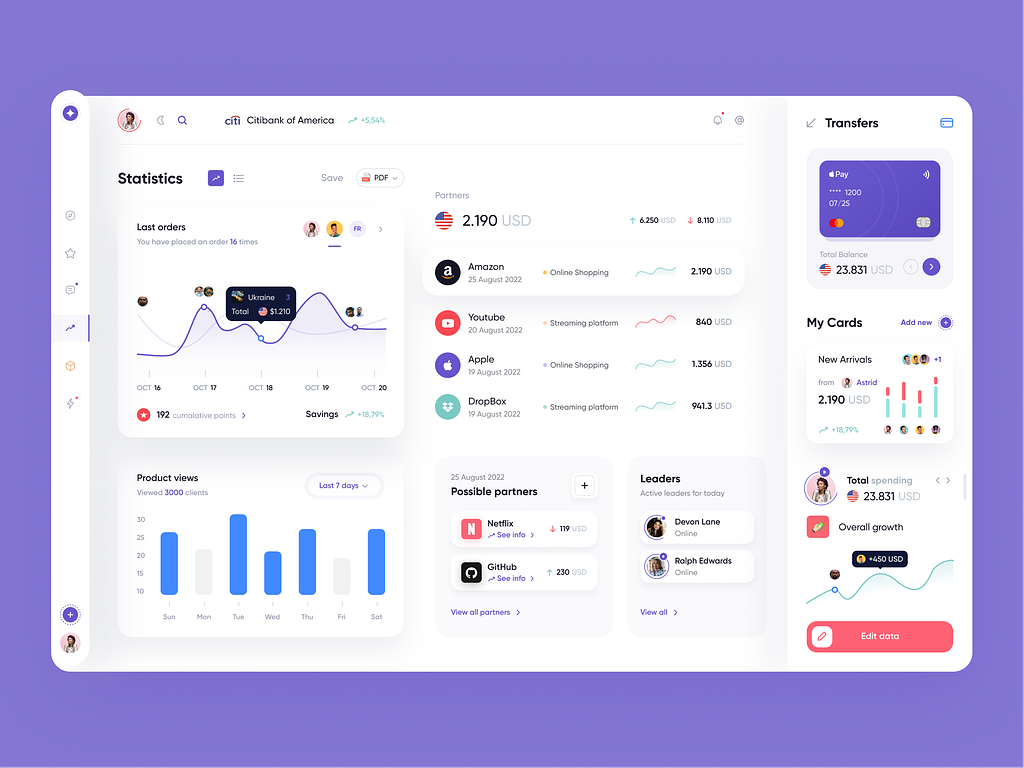 citi Citibank of America +5,54%
Statistics
Save
PDF
Last orders
You have placed an order 16 times
FR
Ukraine 3
Total $1.210
OCT 16
OCT 17
OCT 18
OCT 19
OCT 20
192 cumalative points
Savings +18,79%
Product views
Viewed 3000 clients
Last 7 days
30
25
20
15
10
Sun
Mon
Tue
Wed
Thu
Fri
Sat
Partners
2.190 USD
6.250 USD
8.110 USD
Amazon
25 August 2022
Online Shopping
2.190 USD
Youtube
20 August 2022
Streaming platform
840 USD
Apple
19 August 2022
Online Shopping
1.356 USD
DropBox
19 August 2022
Streaming platform
941.3 USD
25 August 2022
Possible partners
+
Netflix
See info
119 USD
GitHub
See info
230 USD
View all partners
Leaders
Active leaders for today
Devon Lane
Online
Ralph Edwards
Online
View all
Transfers
Pay
**** 1200
07/25
Total Balance
23.831 USD
My Cards
Add new
New Arrivals
+1
from Astrid
2.190 USD
+18,79%
Total spending
23.831 USD
Overall growth
+450 USD
Edit data